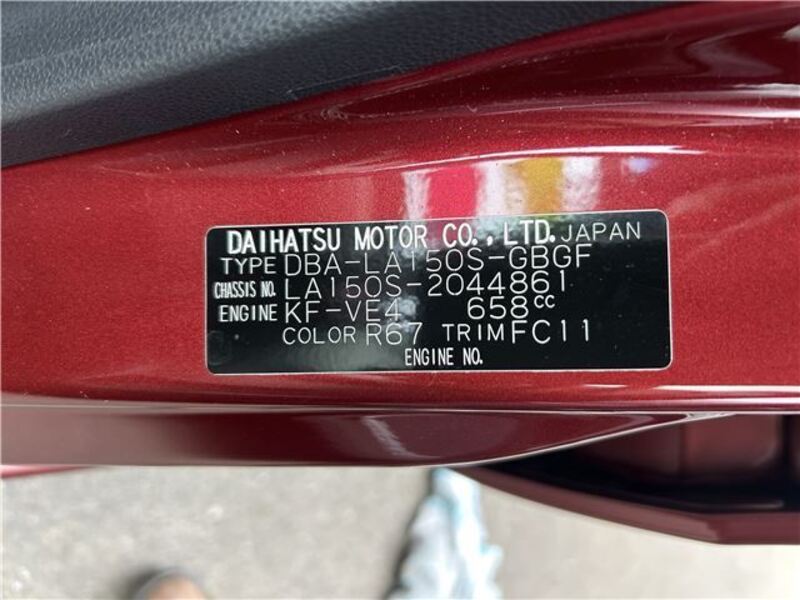 DAIHATSU MOTOR CO., LTD. JAPAN
TYPE DBA-LA150S-GBGF
CHASSIS NO. LA150S-2044861
ENGINE KF-VE4 658cc
COLOR R67 TRIM FC11
ENGINE NO.